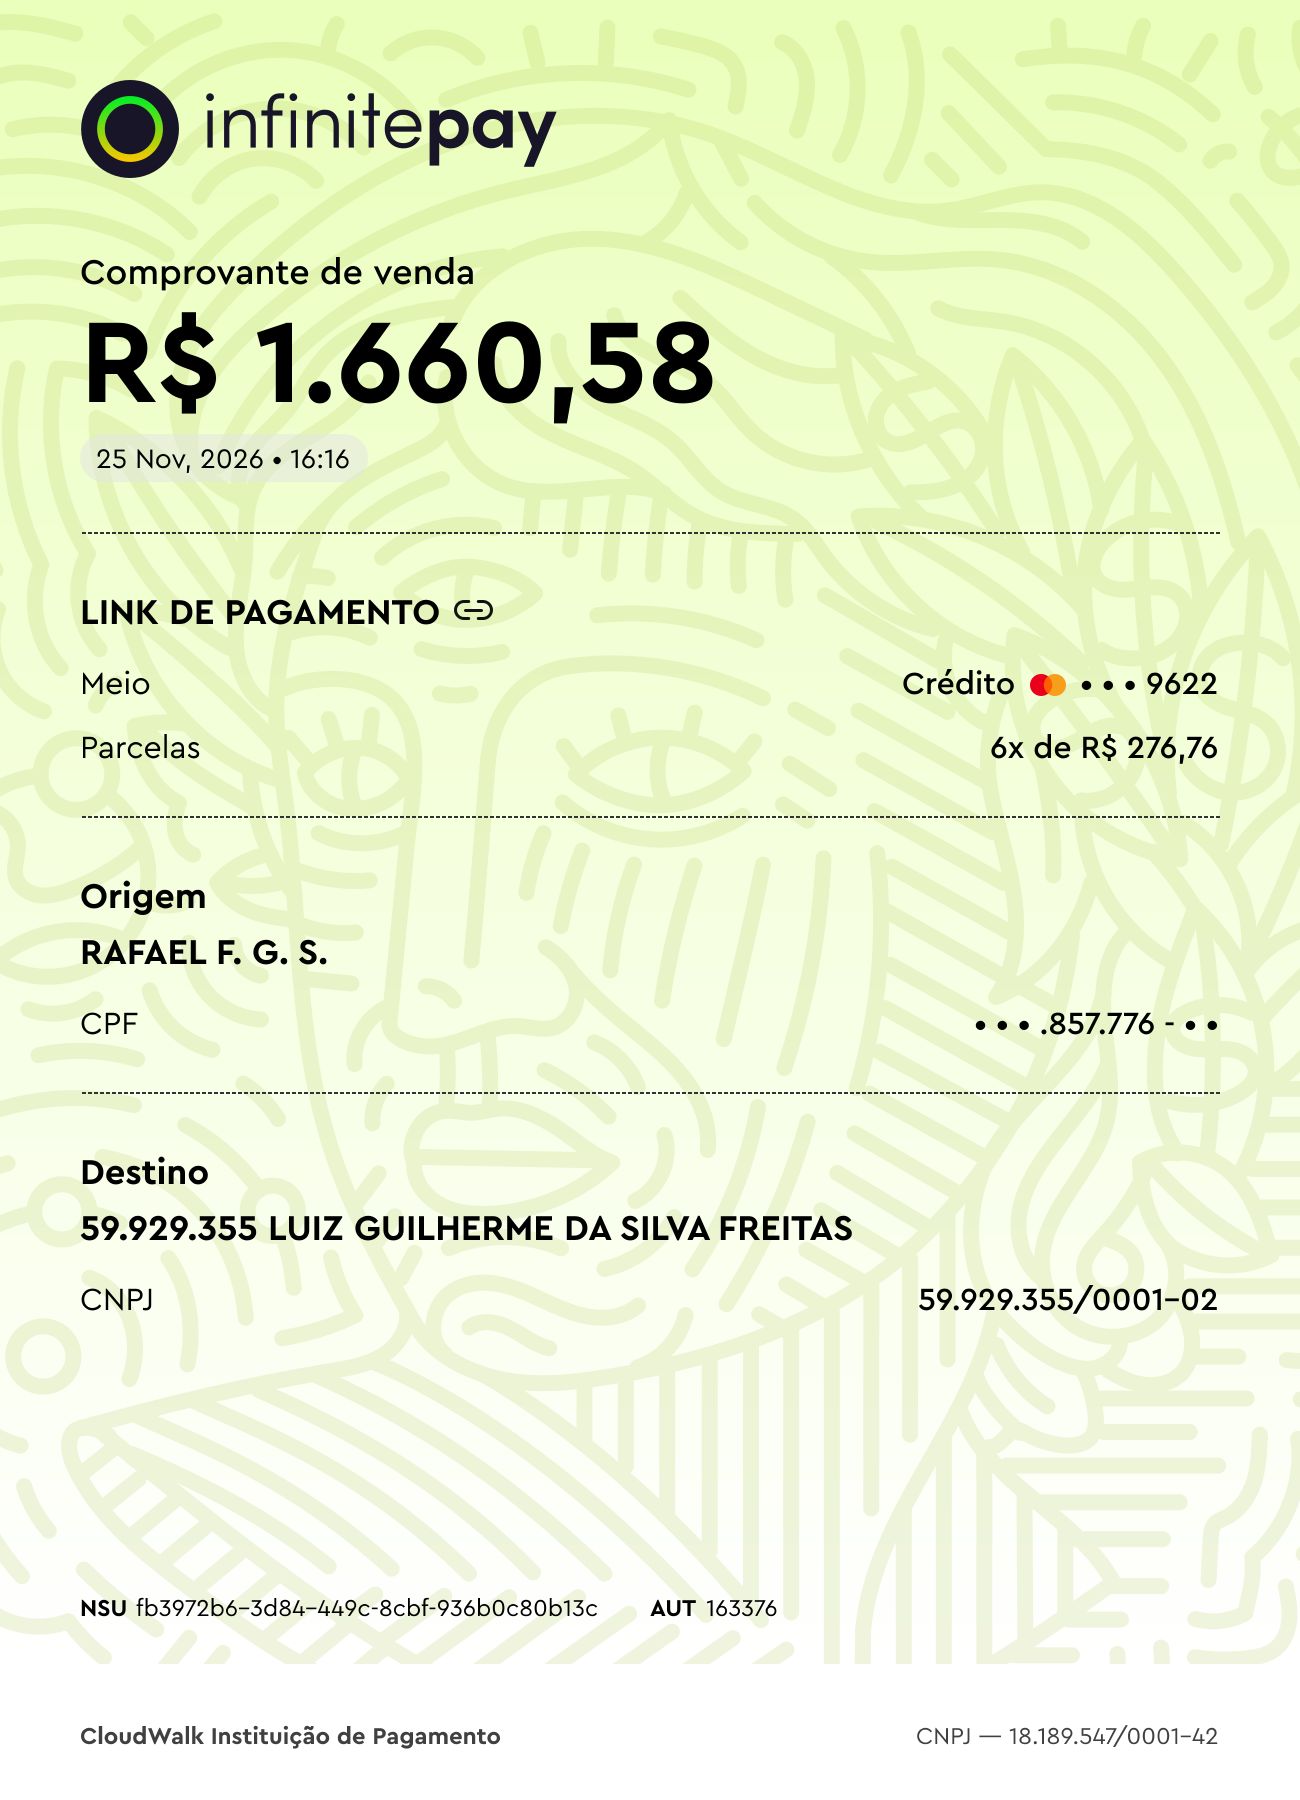 infinitepay
Comprovante de venda
R$ 1.660,58
25 Nov, 2026 • 16:16
LINK DE PAGAMENTO
Meio Crédito • • • 9622
Parcelas 6x de R$ 276,76
Origem
RAFAEL F. G. S.
CPF • • • .857.776 - • •
Destino
59.929.355 LUIZ GUILHERME DA SILVA FREITAS
CNPJ 59.929.355/0001-02
NSU fb3972b6-3d84-449c-8cbf-936b0c80b13c AUT 163376
CloudWalk Instituição de Pagamento CNPJ — 18.189.547/0001-42